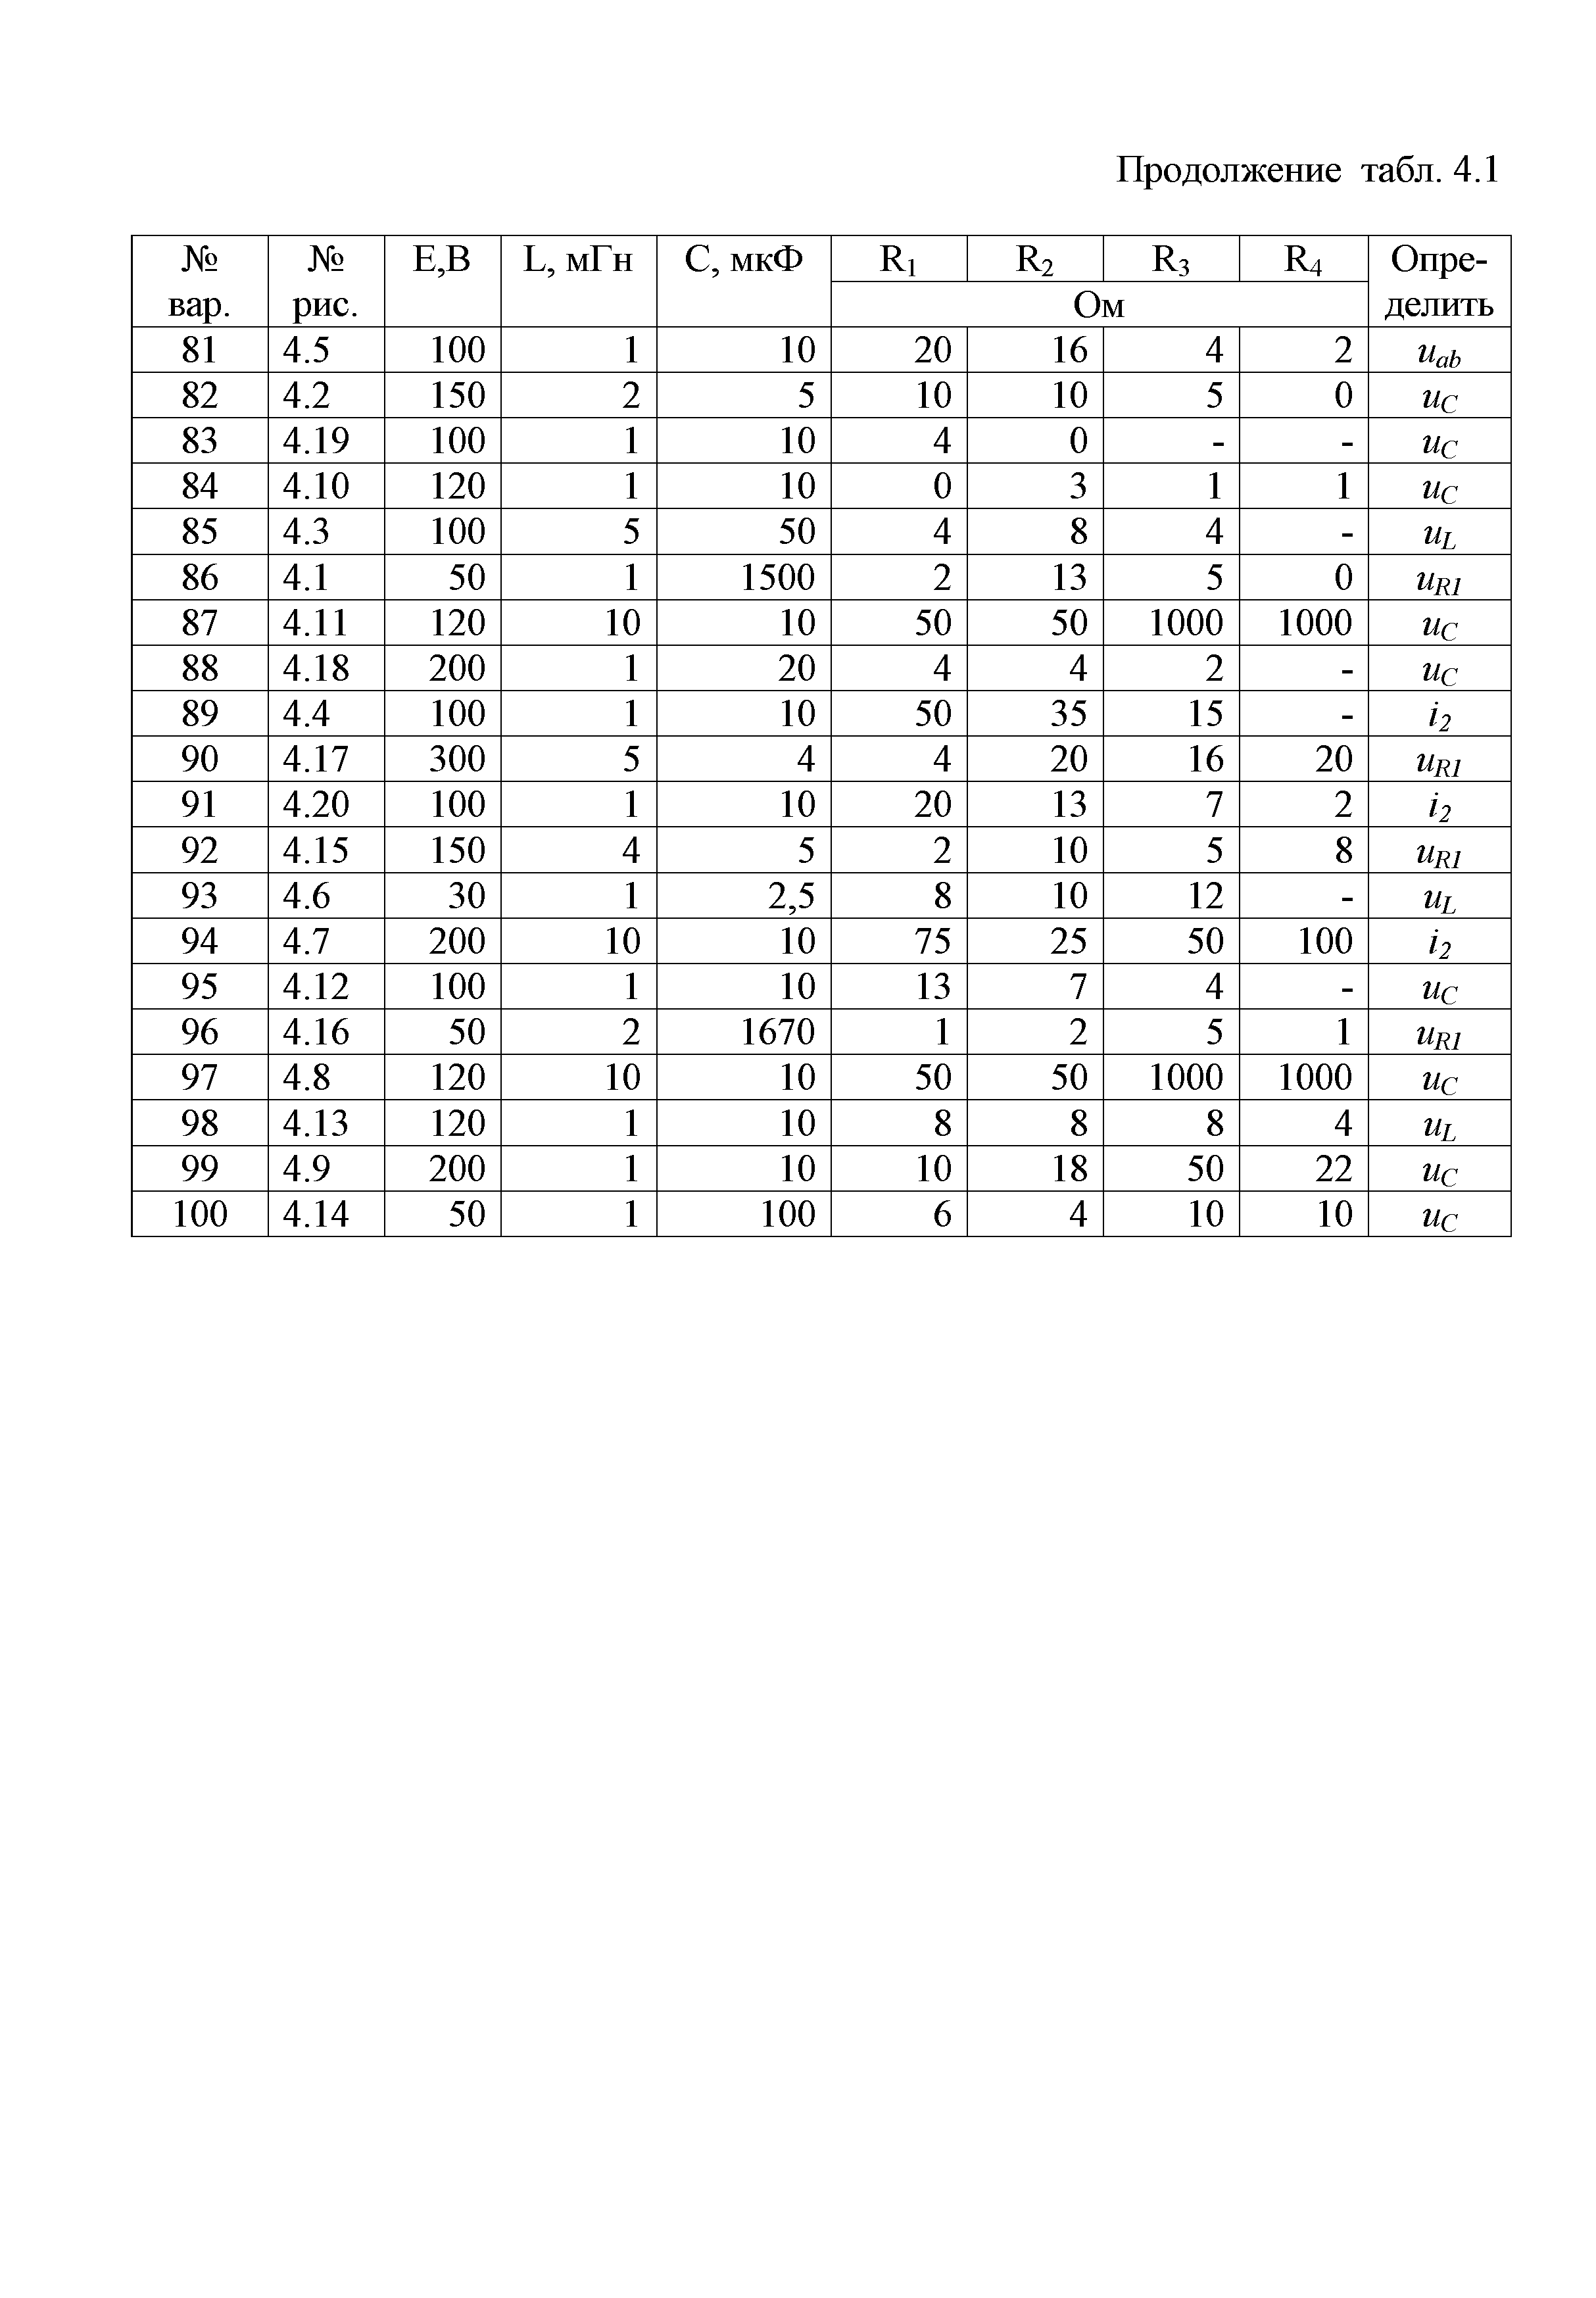 Продолжение табл. 4.1
№ вар. № рис. E,В L, мГн C, мкФ R1 R2 R3 R4 Опре-делить
Ом
81 4.5 100 1 10 20 16 4 2 uab
82 4.2 150 2 5 10 10 5 0 uC
83 4.19 100 1 10 4 0 - - uC
84 4.10 120 1 10 0 3 1 1 uC
85 4.3 100 5 50 4 8 4 - uL
86 4.1 50 1 1500 2 13 5 0 uR1
87 4.11 120 10 10 50 50 1000 1000 uC
88 4.18 200 1 20 4 4 2 - uC
89 4.4 100 1 10 50 35 15 - i2
90 4.17 300 5 4 4 20 16 20 uR1
91 4.20 100 1 10 20 13 7 2 i2
92 4.15 150 4 5 2 10 5 8 uR1
93 4.6 30 1 2,5 8 10 12 - uL
94 4.7 200 10 10 75 25 50 100 i2
95 4.12 100 1 10 13 7 4 - uC
96 4.16 50 2 1670 1 2 5 1 uR1
97 4.8 120 10 10 50 50 1000 1000 uC
98 4.13 120 1 10 8 8 8 4 uL
99 4.9 200 1 10 10 18 50 22 uC
100 4.14 50 1 100 6 4 10 10 uC